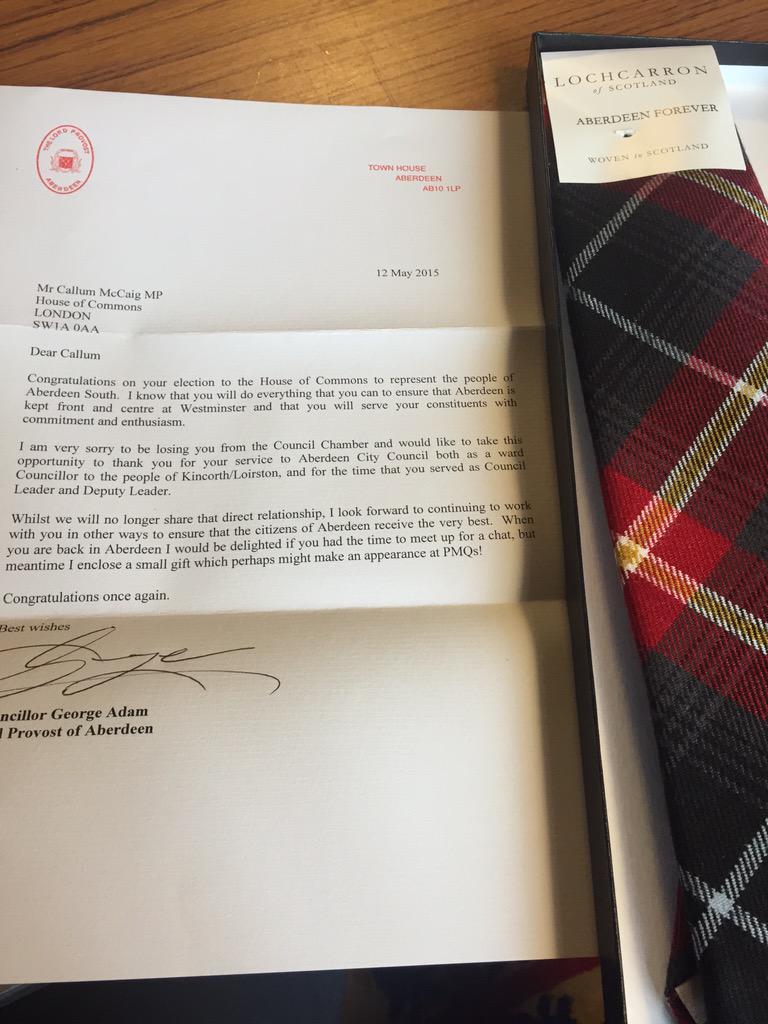 THE LORD PROVOST
ABERDEEN
TOWN HOUSE
ABERDEEN
AB10 1LP
12 May 2015
Mr Callum McCaig MP
House of Commons
LONDON
SW1A 0AA
Dear Callum
Congratulations on your election to the House of Commons to represent the people of
Aberdeen South. I know that you will do everything that you can to ensure that Aberdeen is
kept front and centre at Westminster and that you will serve your constituents with
commitment and enthusiasm.
I am very sorry to be losing you from the Council Chamber and would like to take this
opportunity to thank you for your service to Aberdeen City Council both as a ward
Councillor to the people of Kincorth/Loirston, and for the time that you served as Council
Leader and Deputy Leader.
Whilst we will no longer share that direct relationship, I look forward to continuing to work
with you in other ways to ensure that the citizens of Aberdeen receive the very best. When
you are back in Aberdeen I would be delighted if you had the time to meet up for a chat, but
meantime I enclose a small gift which perhaps might make an appearance at PMQs!
Congratulations once again.
Best wishes
ncillor George Adam
l Provost of Aberdeen
LOCHCARRON
of SCOTLAND
ABERDEEN FOREVER
WOVEN in SCOTLAND